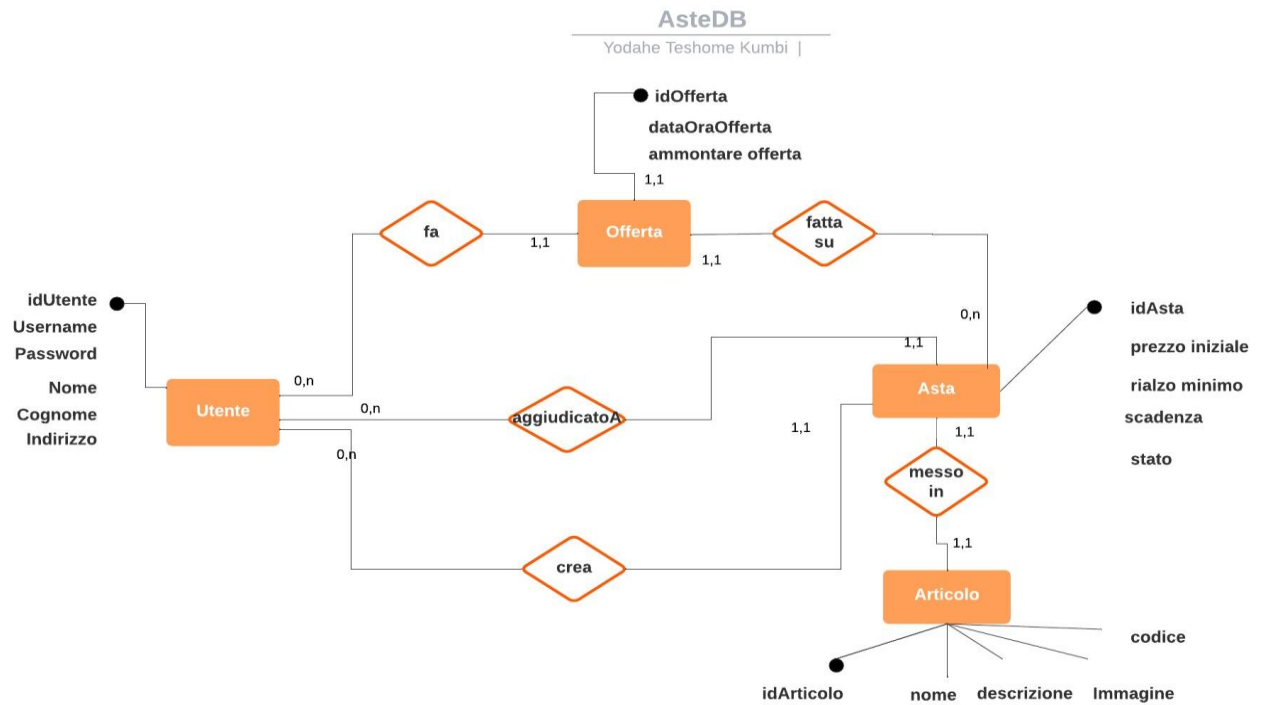 AsteDB
Yodahe Teshome Kumbi |
idOfferta
dataOraOfferta
ammontare offerta
1,1
fa
1,1
Offerta
1,1
fatta
su
0,n
idUtente
Username
Password
Nome
Cognome
Indirizzo
Utente
0,n
0,n
0,n
aggiudicatoA
1,1
Asta
1,1
idAsta
prezzo iniziale
rialzo minimo
scadenza
stato
1,1
messo
in
1,1
crea
Articolo
codice
idArticolo
nome
descrizione
Immagine